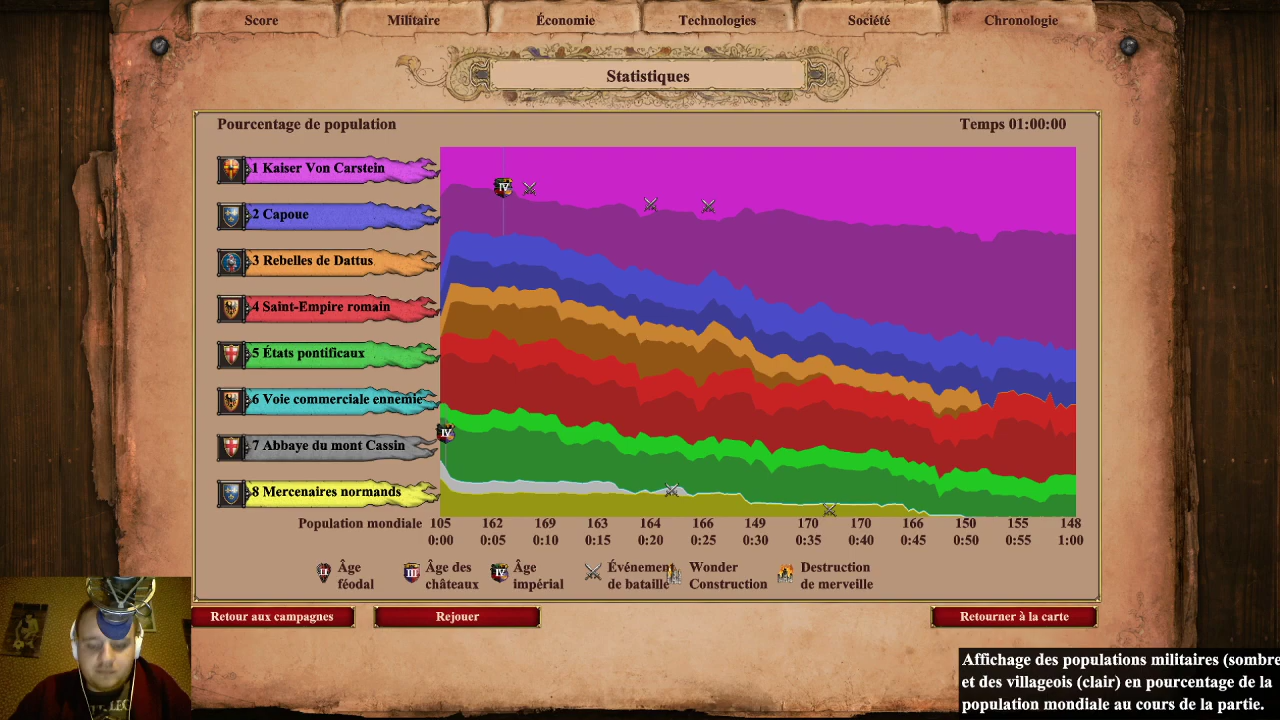 Score Militaire Économie Technologies Société Chronologie
Statistiques
Pourcentage de population Temps 01:00:00
1 Kaiser Von Carstein
2 Capoue
3 Rebelles de Dattus
4 Saint-Empire romain
5 États pontificaux
6 Voie commerciale ennemie
7 Abbaye du mont Cassin
8 Mercenaires normands
IV
IV
Population mondiale 105 162 169 163 164 166 149 170 170 166 150 155 148
0:00 0:05 0:10 0:15 0:20 0:25 0:30 0:35 0:40 0:45 0:50 0:55 1:00
II Âge féodal
III Âge des châteaux
IV Âge impérial
Événemen de bataille
Wonder Construction
Destruction de merveille
Retour aux campagnes Rejouer Retourner à la carte
Affichage des populations militaires (sombre
et des villageois (clair) en pourcentage de la
population mondiale au cours de la partie.